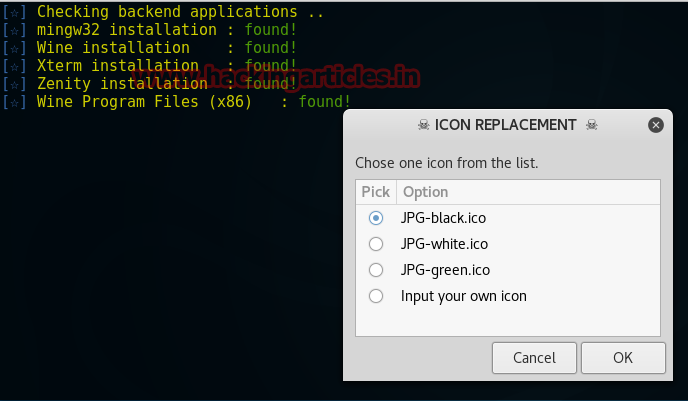 [☆] Checking backend applications ..
[☆] mingw32 installation : found!
[☆] Wine installation    : found!
[☆] Xterm installation   : found!
www.hackingarticles.in
[☆] Zenity installation  : found!
[☆] Wine Program Files (x86)   : found!
☠ ICON REPLACEMENT ☠
Chose one icon from the list.
Pick Option
JPG-black.ico
JPG-white.ico
JPG-green.ico
Input your own icon
Cancel OK